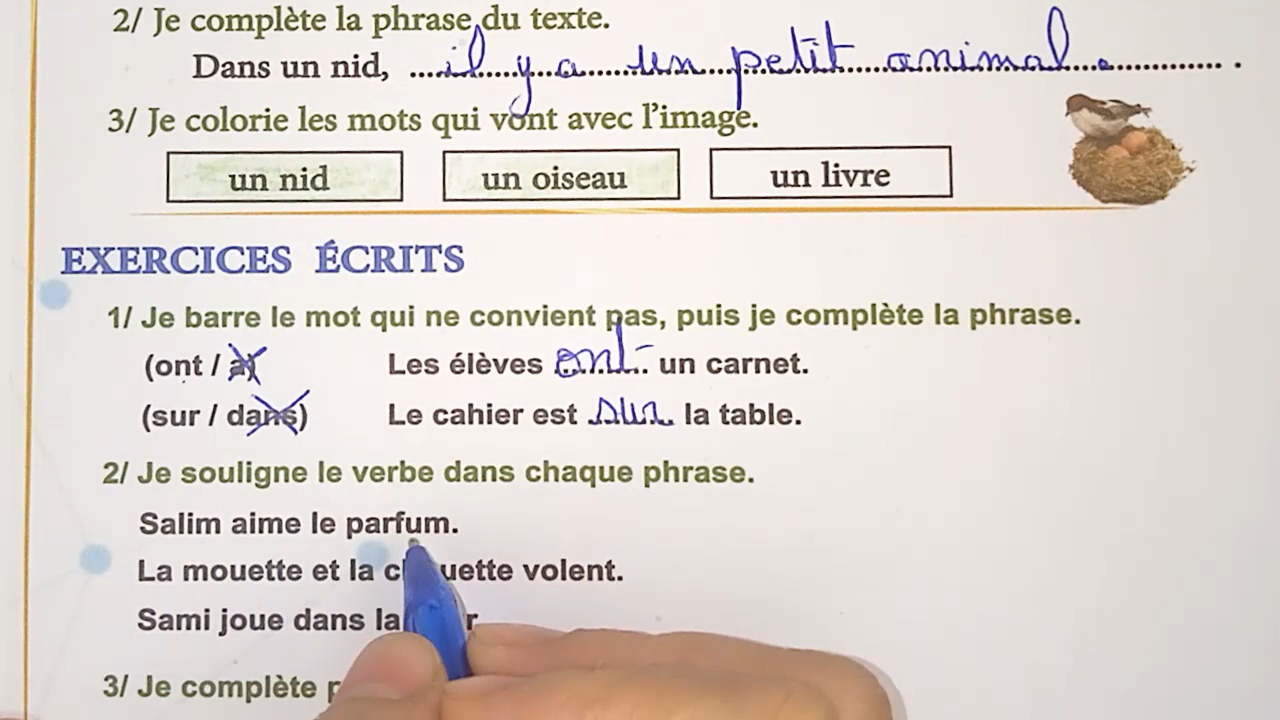 2/ Je complète la phrase du texte.
Dans un nid, il y a un petit animal.
3/ Je colorie les mots qui vont avec l'image.
un nid un oiseau un livre
EXERCICES ÉCRITS
1/ Je barre le mot qui ne convient pas, puis je complète la phrase.
(ont / a) Les élèves ont un carnet.
(sur / dans) Le cahier est sur la table.
2/ Je souligne le verbe dans chaque phrase.
Salim aime le parfum.
La mouette et la volent.
Sami joue dans la
3/ Je complète